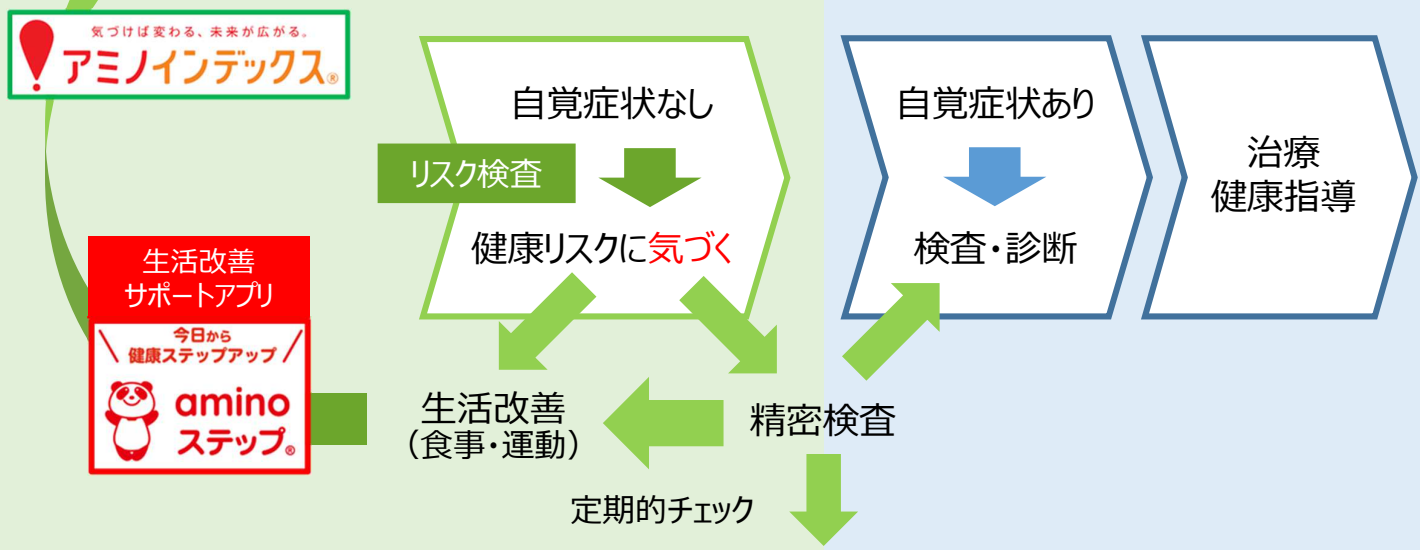 気づけば変わる、未来が広がる。
アミノインデックス®
自覚症状なし
リスク検査
健康リスクに気づく
自覚症状あり
検査・診断
治療
健康指導
生活改善
サポートアプリ
今日から
健康ステップアップ
amino
ステップ®
生活改善
（食事・運動）
精密検査
定期的チェック